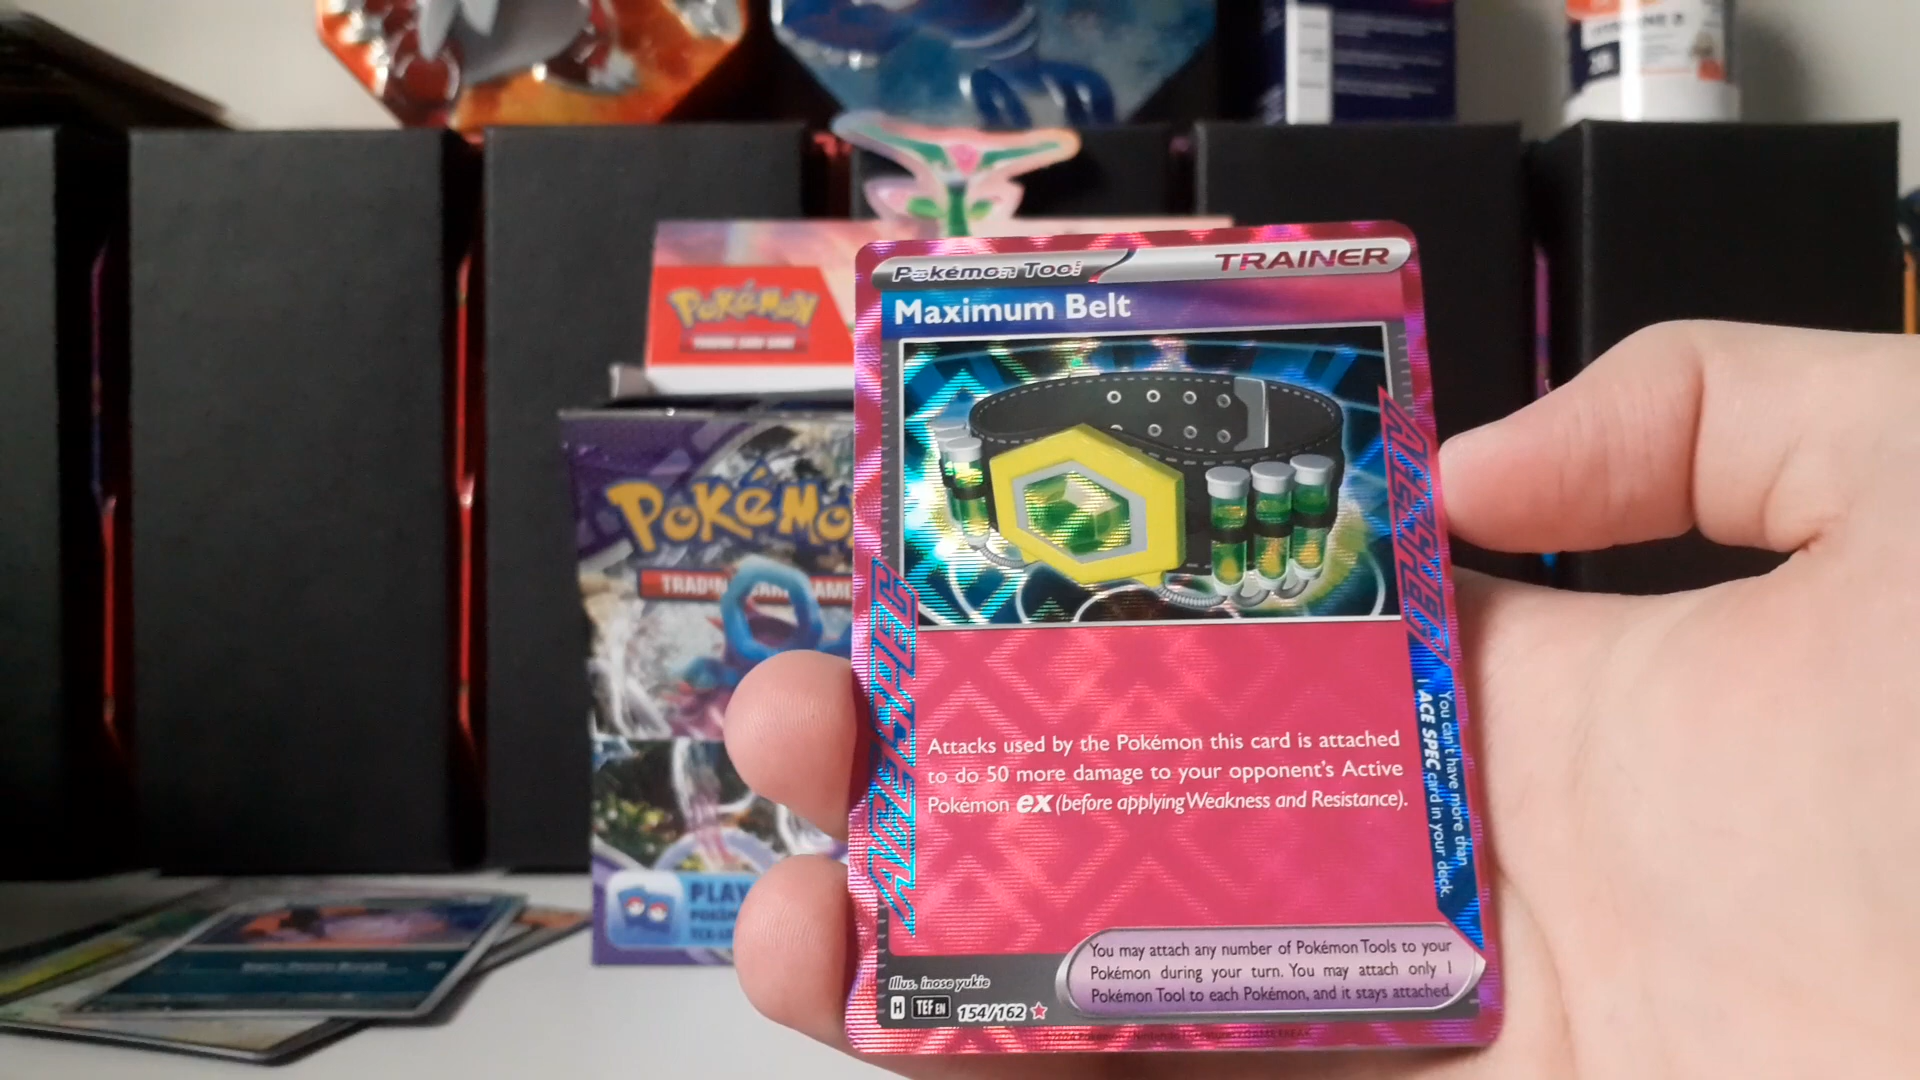 Pokémon Tool
TRAINER
Maximum Belt
ACE SPEC
ACE SPEC
Attacks used by the Pokémon this card is attached
to do 50 more damage to your opponent's Active
Pokémon ex (before applying Weakness and Resistance).
You can't have more than
1 ACE SPEC card in your deck.
You may attach any number of Pokémon Tools to your
Pokémon during your turn. You may attach only 1
Pokémon Tool to each Pokémon, and it stays attached.
Illus. inose yukie
H TEF EN 154/162
POKÉMON
TRADING CARD GAME
POKÉMO
PLAY